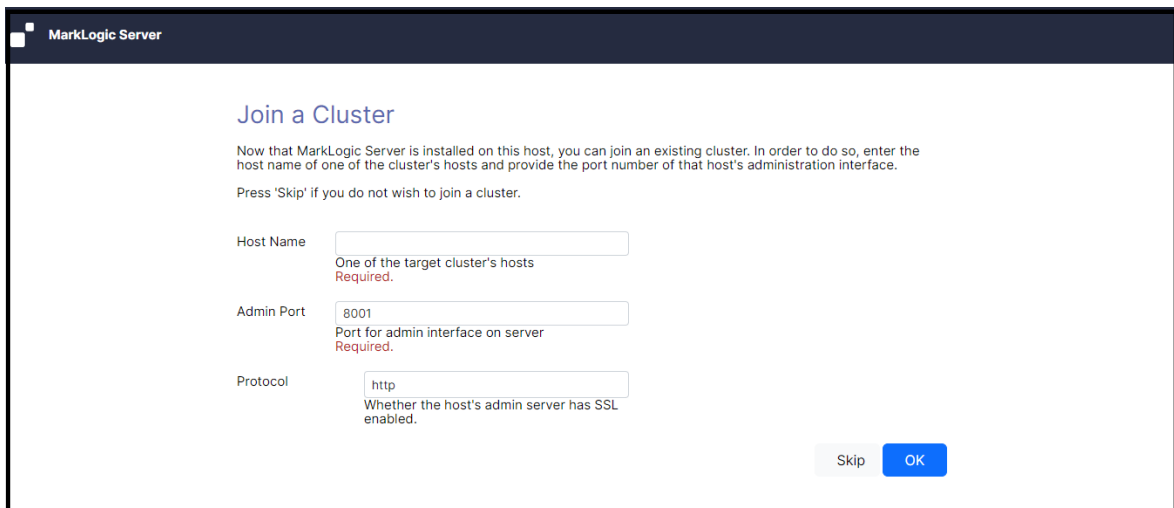 MarkLogic Server
Join a Cluster
Now that MarkLogic Server is installed on this host, you can join an existing cluster. In order to do so, enter the
host name of one of the cluster's hosts and provide the port number of that host's administration interface.
Press 'Skip' if you do not wish to join a cluster.
Host Name
One of the target cluster's hosts
Required.
Admin Port 8001
Port for admin interface on server
Required.
Protocol http
Whether the host's admin server has SSL
enabled.
Skip OK